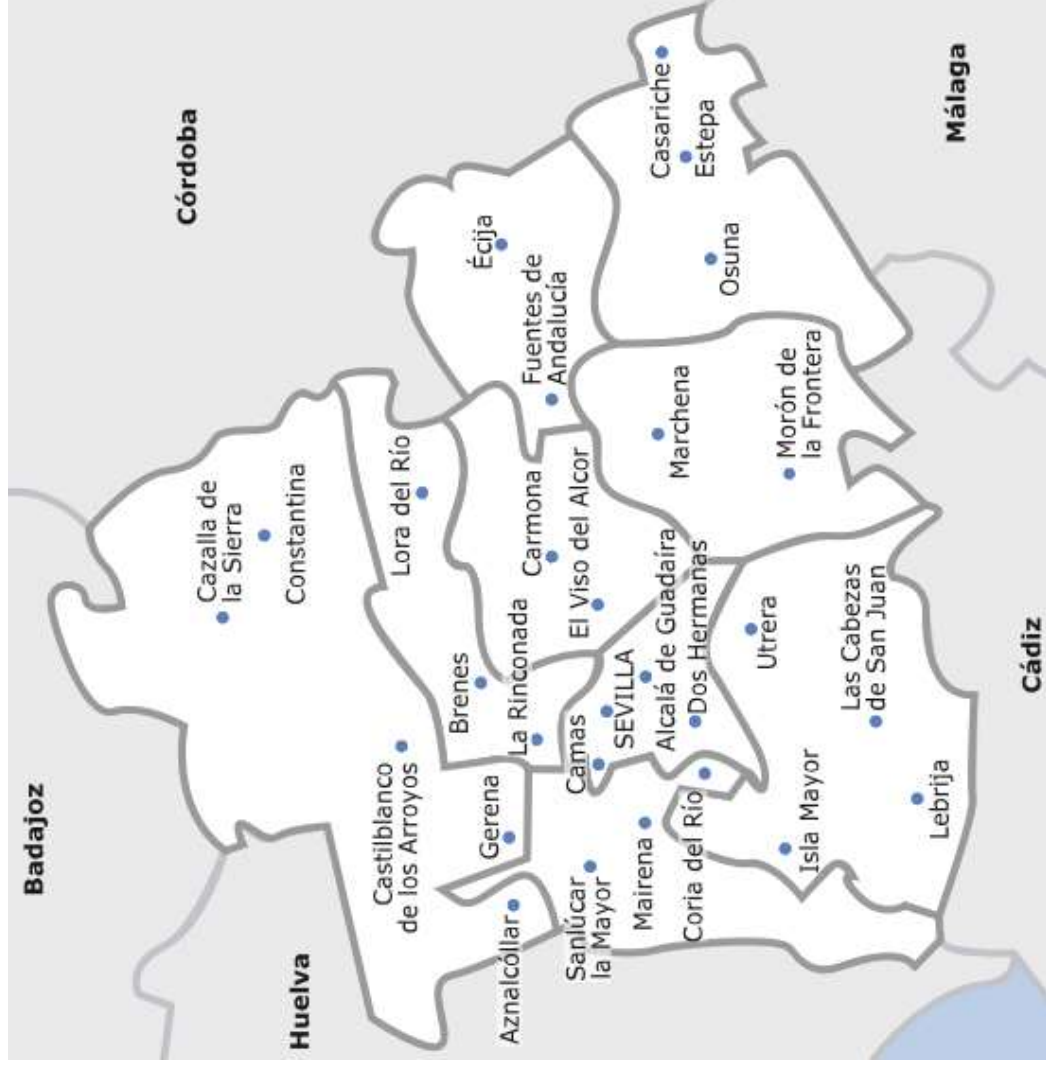 Badajoz
Córdoba
Cazalla de
la Sierra
Huelva
Constantina
Castilblanco
de los Arroyos
Lora del Río
Brenes
Écija
Gerena
Aznalcóllar
La Rinconada
Carmona
Fuentes de
Andalucía
Sanlúcar
la Mayor
Camas
El Viso del Alcor
SEVILLA
Mairena
Casariche
Alcalá de Guadaíra
Marchena
Coria del Río
Dos Hermanas
Estepa
Osuna
Utrera
Morón de
la Frontera
Isla Mayor
Las Cabezas
de San Juan
Lebrija
Málaga
Cádiz